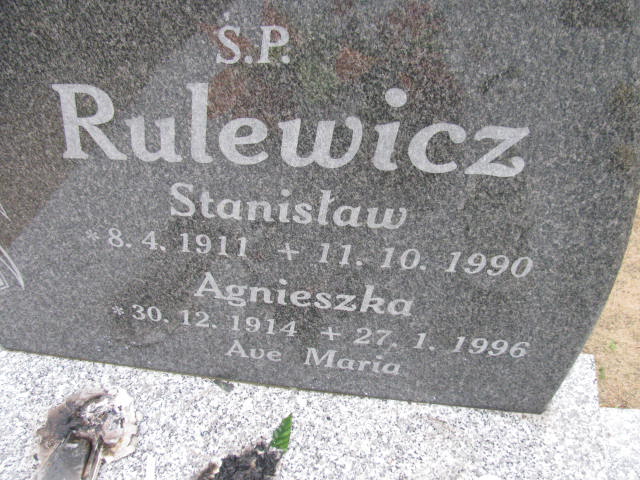 Ś.P.
Rulewicz
Stanisław
* 8. 4. 1911 + 11. 10. 1990
Agnieszka
* 30. 12. 1914 + 27. 1. 1996
Ave Maria